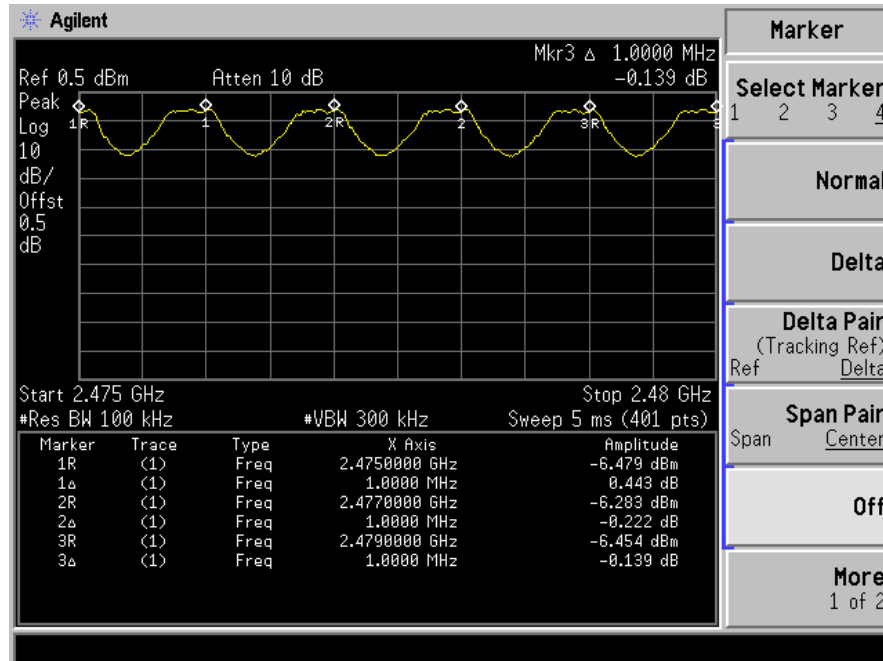 Agilent
Marker
Mkr3 Δ 1.0000 MHz
Ref 0.5 dBm Atten 10 dB -0.139 dB
Peak
Log
10
dB/
Offst
0.5
dB
1R 1 2R 2 3R 3
Start 2.475 GHz Stop 2.48 GHz
#Res BW 100 kHz #VBW 300 kHz Sweep 5 ms (401 pts)
Marker Trace Type X Axis Amplitude
1R (1) Freq 2.4750000 GHz -6.479 dBm
1Δ (1) Freq 1.0000 MHz 0.443 dB
2R (1) Freq 2.4770000 GHz -6.283 dBm
2Δ (1) Freq 1.0000 MHz -0.222 dB
3R (1) Freq 2.4790000 GHz -6.454 dBm
3Δ (1) Freq 1.0000 MHz -0.139 dB
Select Marker
1 2 3 4
Normal
Delta
Delta Pair
(Tracking Ref)
Ref Delta
Span Pair
Span Center
Off
More
1 of 2